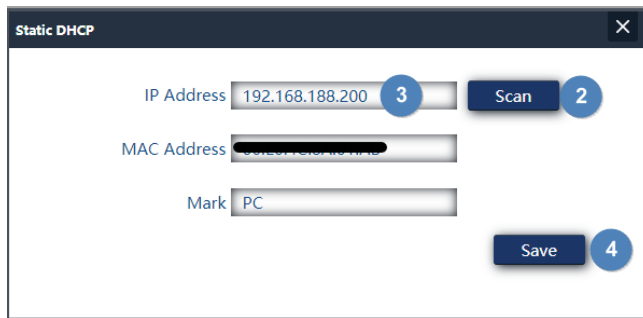 Static DHCP
IP Address 192.168.188.200 3 Scan 2
MAC Address
Mark PC
Save 4